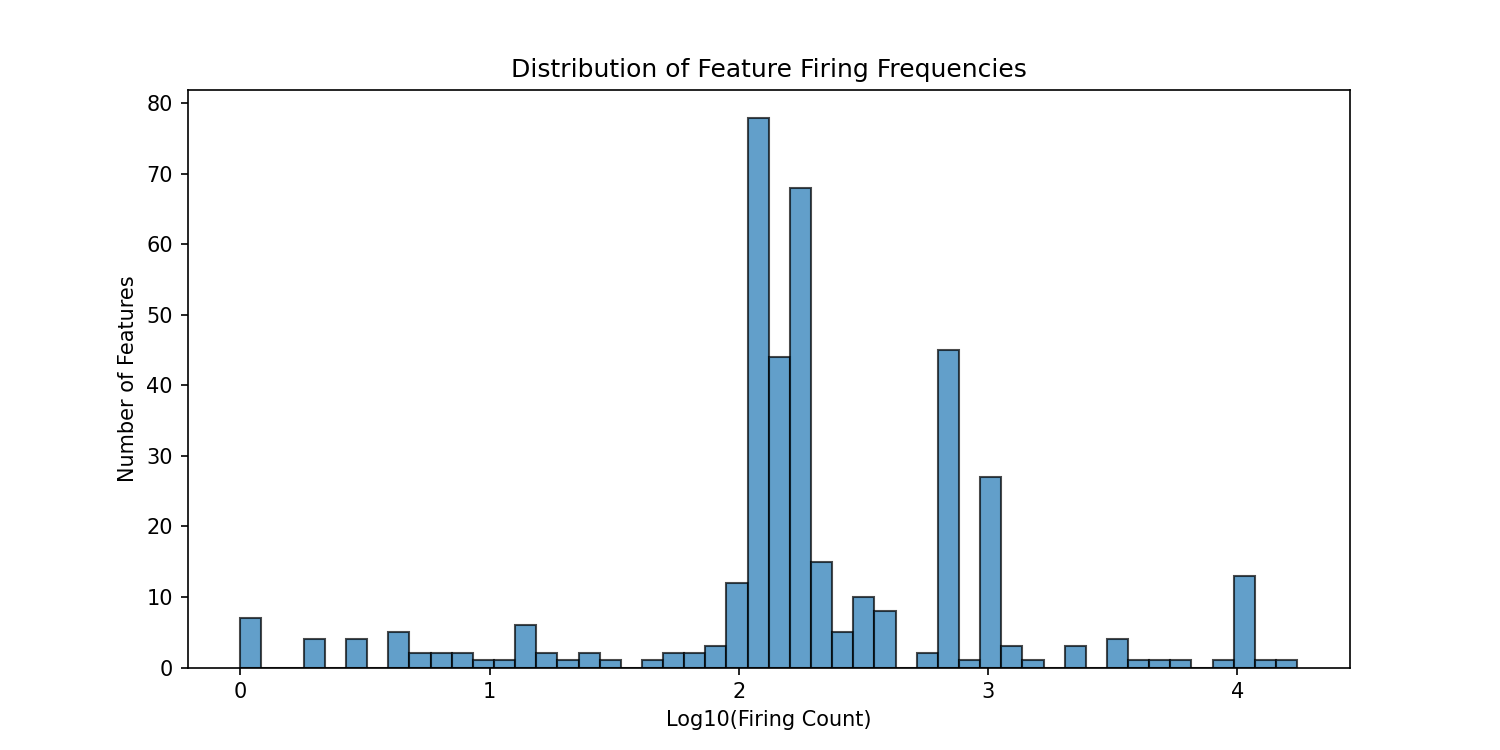 Distribution of Feature Firing Frequencies
80
70
60
50
40
30
20
10
0
Number of Features
0 1 2 3 4
Log10(Firing Count)